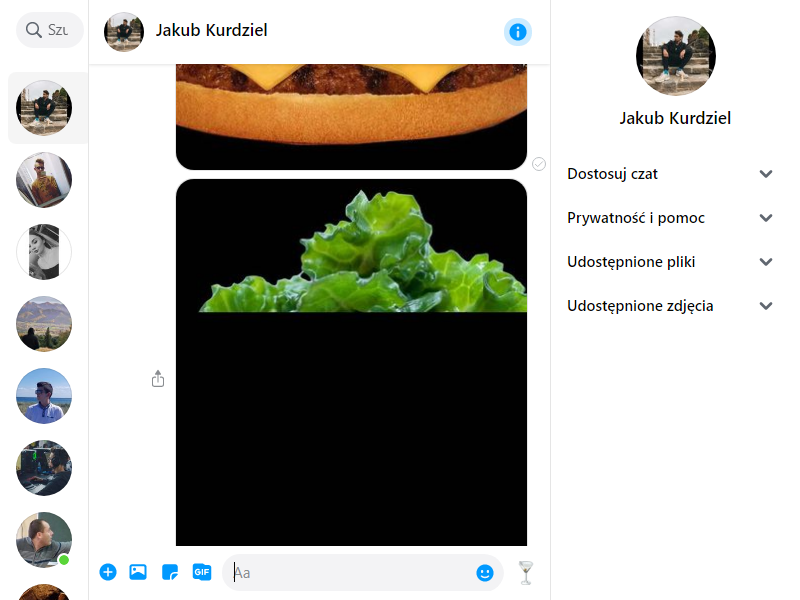 Szu
Jakub Kurdziel
Aa
GIF
Jakub Kurdziel
Dostosuj czat
Prywatność i pomoc
Udostępnione pliki
Udostępnione zdjęcia